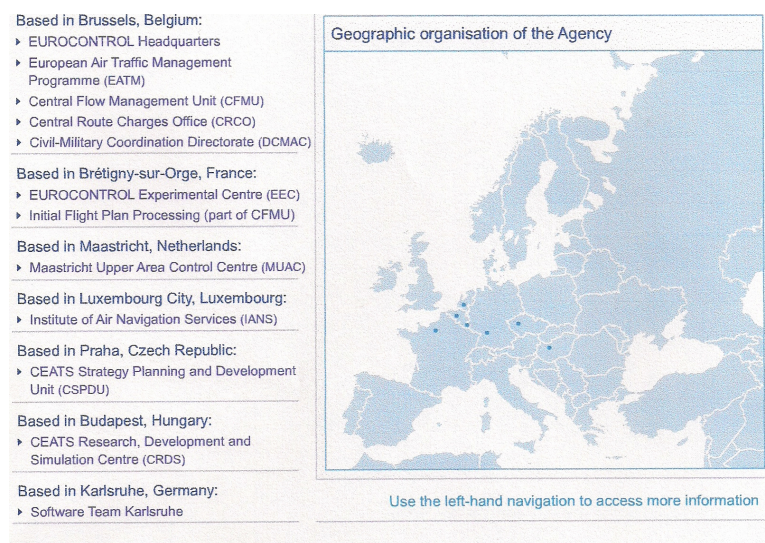 Based in Brussels, Belgium:
EUROCONTROL Headquarters
European Air Traffic Management
Programme (EATM)
Central Flow Management Unit (CFMU)
Central Route Charges Office (CRCO)
Civil-Military Coordination Directorate (DCMAC)
Based in Brétigny-sur-Orge, France:
EUROCONTROL Experimental Centre (EEC)
Initial Flight Plan Processing (part of CFMU)
Based in Maastricht, Netherlands:
Maastricht Upper Area Control Centre (MUAC)
Based in Luxembourg City, Luxembourg:
Institute of Air Navigation Services (IANS)
Based in Praha, Czech Republic:
CEATS Strategy Planning and Development
Unit (CSPDU)
Based in Budapest, Hungary:
CEATS Research, Development and
Simulation Centre (CRDS)
Based in Karlsruhe, Germany:
Software Team Karlsruhe
Geographic organisation of the Agency
Use the left-hand navigation to access more information